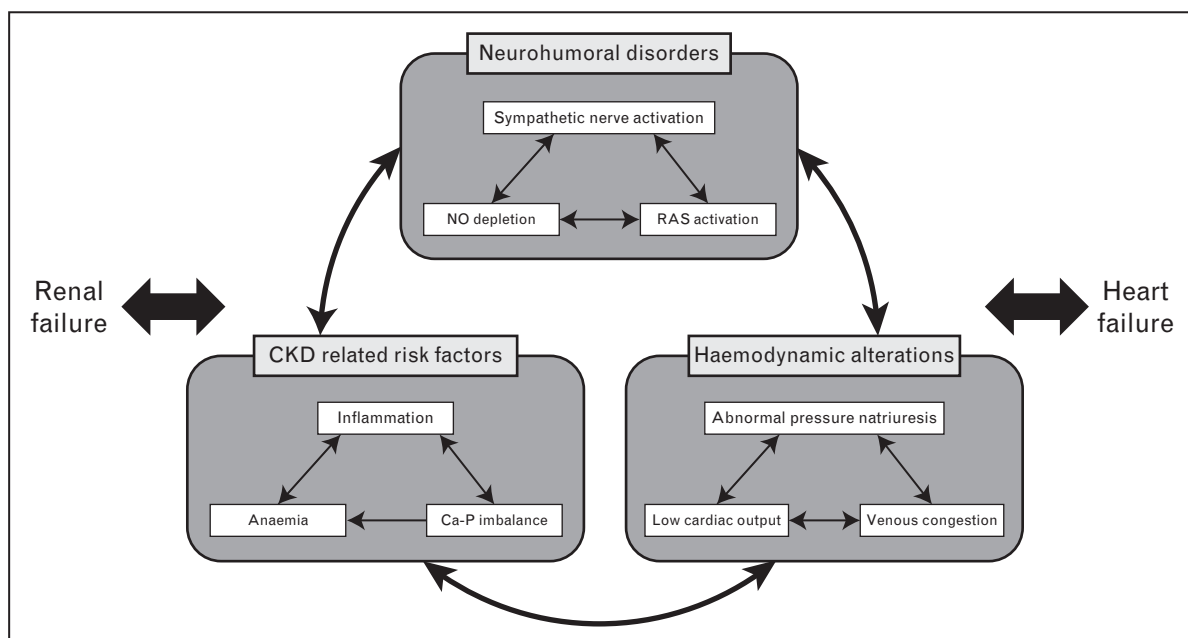 Neurohumoral disorders
Sympathetic nerve activation
NO depletion
RAS activation
Renal
failure
Heart
failure
CKD related risk factors
Inflammation
Anaemia
Ca-P imbalance
Haemodynamic alterations
Abnormal pressure natriuresis
Low cardiac output
Venous congestion